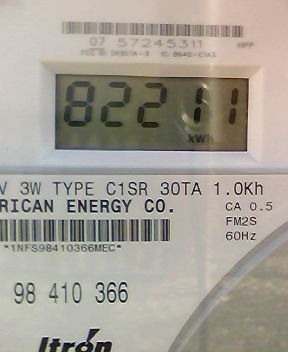 07 57245311 HPP
82211
kWh
V 3W TYPE C1SR 30TA 1.0Kh
RICAN ENERGY CO. CA 0.5
FM2S
*1NFS98410366MEC* 60Hz
98 410 366
Itron